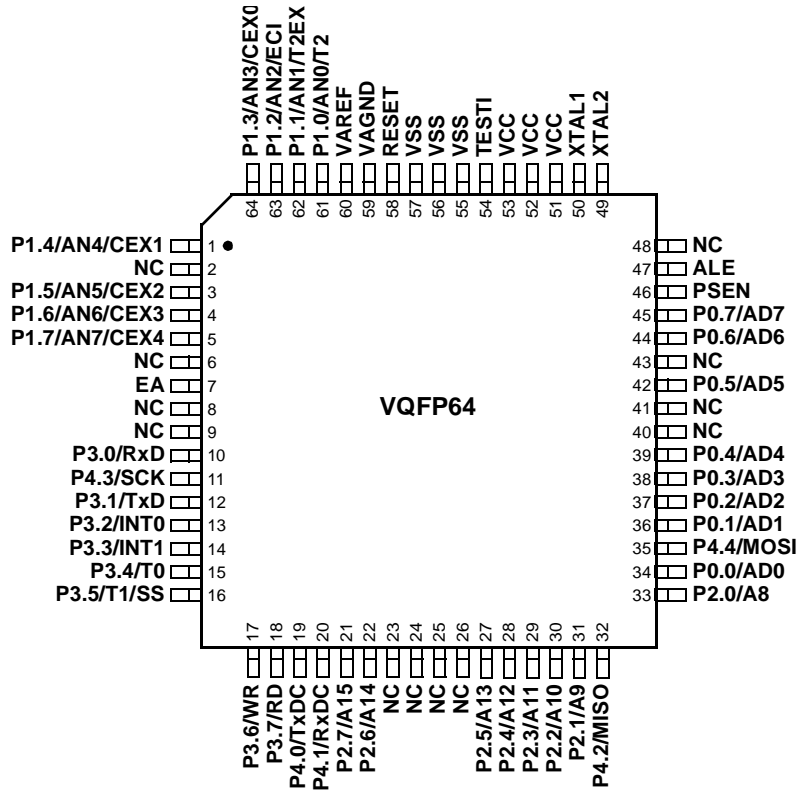 P1.3/AN3/CEX0
P1.2/AN2/ECI
P1.1/AN1/T2EX
P1.0/AN0/T2
VAREF
VAGND
RESET
VSS
VSS
VSS
TESTI
VCC
VCC
VCC
XTAL1
XTAL2
64
63
62
61
60
59
58
57
56
55
54
53
52
51
50
49
P1.4/AN4/CEX1 1
NC 2
P1.5/AN5/CEX2 3
P1.6/AN6/CEX3 4
P1.7/AN7/CEX4 5
NC 6
EA 7
NC 8
NC 9
P3.0/RxD 10
P4.3/SCK 11
P3.1/TxD 12
P3.2/INT0 13
P3.3/INT1 14
P3.4/T0 15
P3.5/T1/SS 16
VQFP64
48 NC
47 ALE
46 PSEN
45 P0.7/AD7
44 P0.6/AD6
43 NC
42 P0.5/AD5
41 NC
40 NC
39 P0.4/AD4
38 P0.3/AD3
37 P0.2/AD2
36 P0.1/AD1
35 P4.4/MOSI
34 P0.0/AD0
33 P2.0/A8
17
18
19
20
21
22
23
24
25
26
27
28
29
30
31
32
P3.6/WR
P3.7/RD
P4.0/TxDC
P4.1/RxDC
P2.7/A15
P2.6/A14
NC
NC
NC
NC
P2.5/A13
P2.4/A12
P2.3/A11
P2.2/A10
P2.1/A9
P4.2/MISO